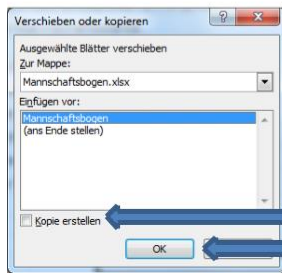 Verschieben oder kopieren
Ausgewählte Blätter verschieben
Zur Mappe:
Mannschaftsbogen.xlsx
Einfügen vor:
Mannschaftsbogen
(ans Ende stellen)
Kopie erstellen
OK